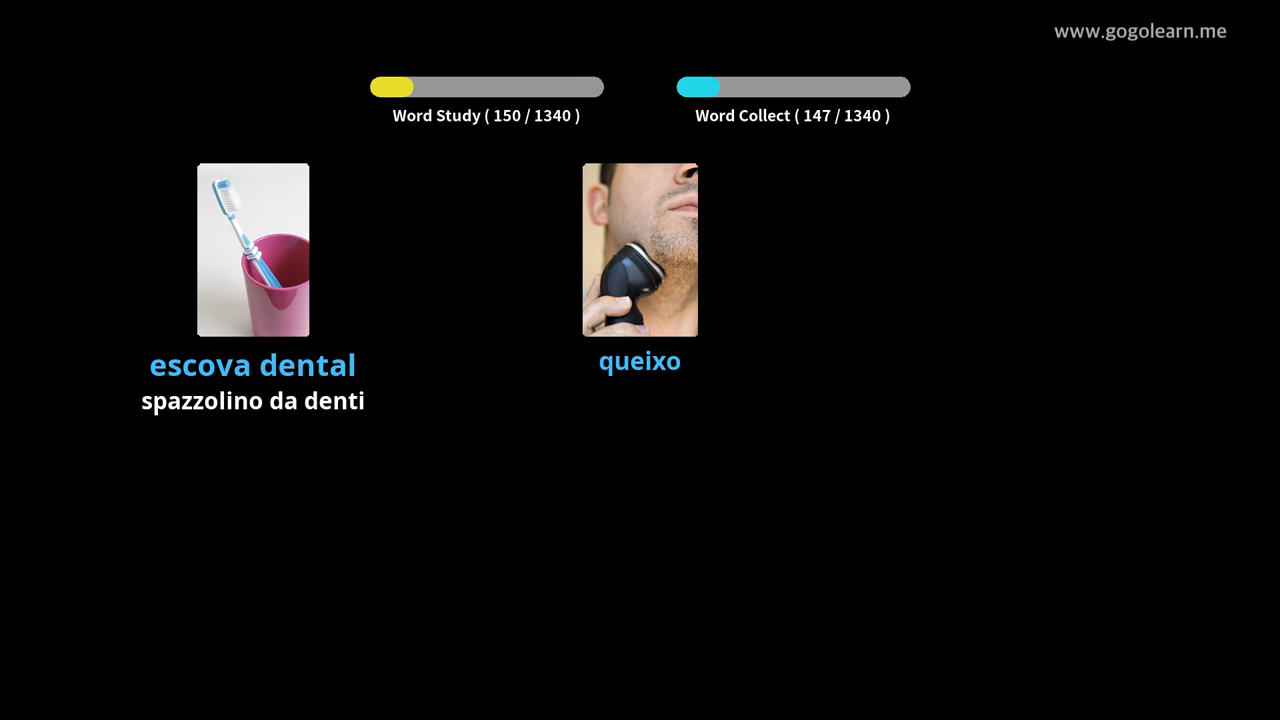 www.gogolearn.me
Word Study ( 150 / 1340 )
Word Collect ( 147 / 1340 )
escova dental
spazzolino da denti
queixo